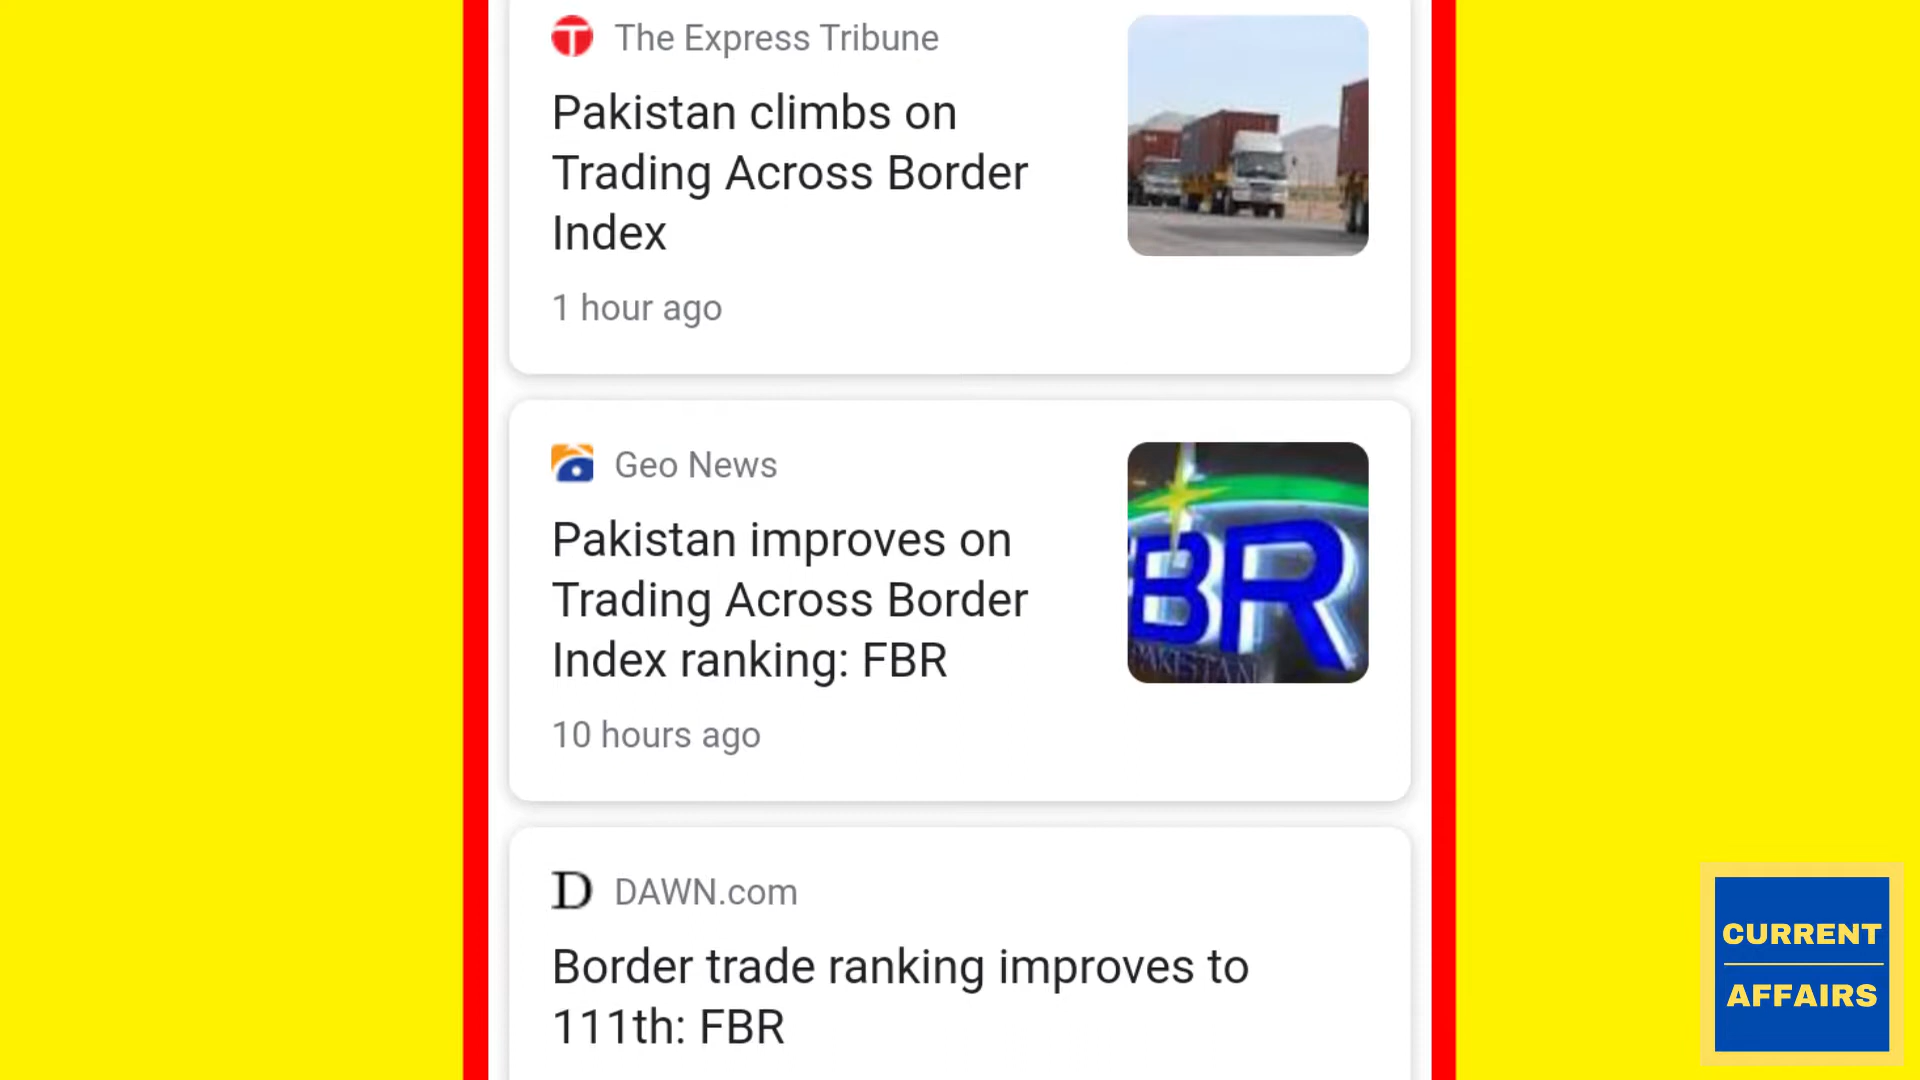 The Express Tribune
Pakistan climbs on
Trading Across Border
Index
1 hour ago
Geo News
Pakistan improves on
Trading Across Border
Index ranking: FBR
10 hours ago
BR
PAKISTAN
D DAWN.com
Border trade ranking improves to
111th: FBR
CURRENT
AFFAIRS